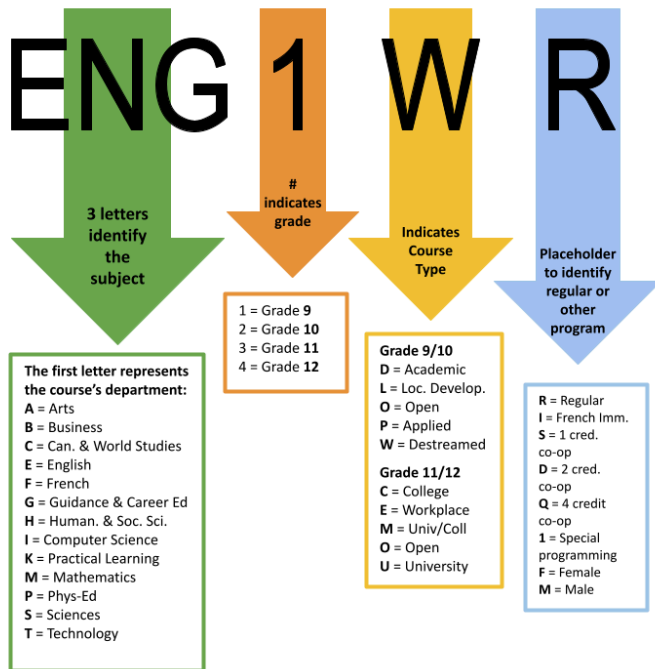 ENG1WR
3 letters
identify
the
subject
#
indicates
grade
Indicates
Course
Type
Placeholder
to identify
regular or
other
program
The first letter represents
the course's department:
A = Arts
B = Business
C = Can. & World Studies
E = English
F = French
G = Guidance & Career Ed
H = Human. & Soc. Sci.
I = Computer Science
K = Practical Learning
M = Mathematics
P = Phys-Ed
S = Sciences
T = Technology
1 = Grade 9
2 = Grade 10
3 = Grade 11
4 = Grade 12
Grade 9/10
D = Academic
L = Loc. Develop.
O = Open
P = Applied
W = Destreamed
Grade 11/12
C = College
E = Workplace
M = Univ/Coll
O = Open
U = University
R = Regular
I = French Imm.
S = 1 cred.
co-op
D = 2 cred.
co-op
Q = 4 credit
co-op
1 = Special
programming
F = Female
M = Male